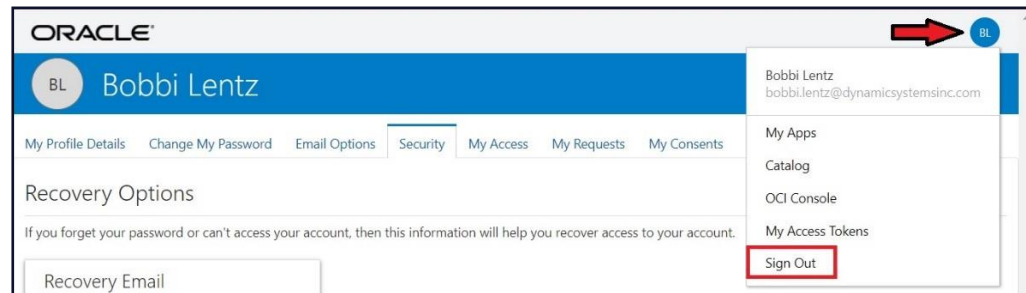 ORACLE
BL
BL
Bobbi Lentz
Bobbi Lentz
bobbi.lentz@dynamicsystemsinc.com
My Profile Details Change My Password Email Options Security My Access My Requests My Consents
My Apps
Catalog
OCI Console
My Access Tokens
Sign Out
Recovery Options
If you forget your password or can't access your account, then this information will help you recover access to your account.
Recovery Email